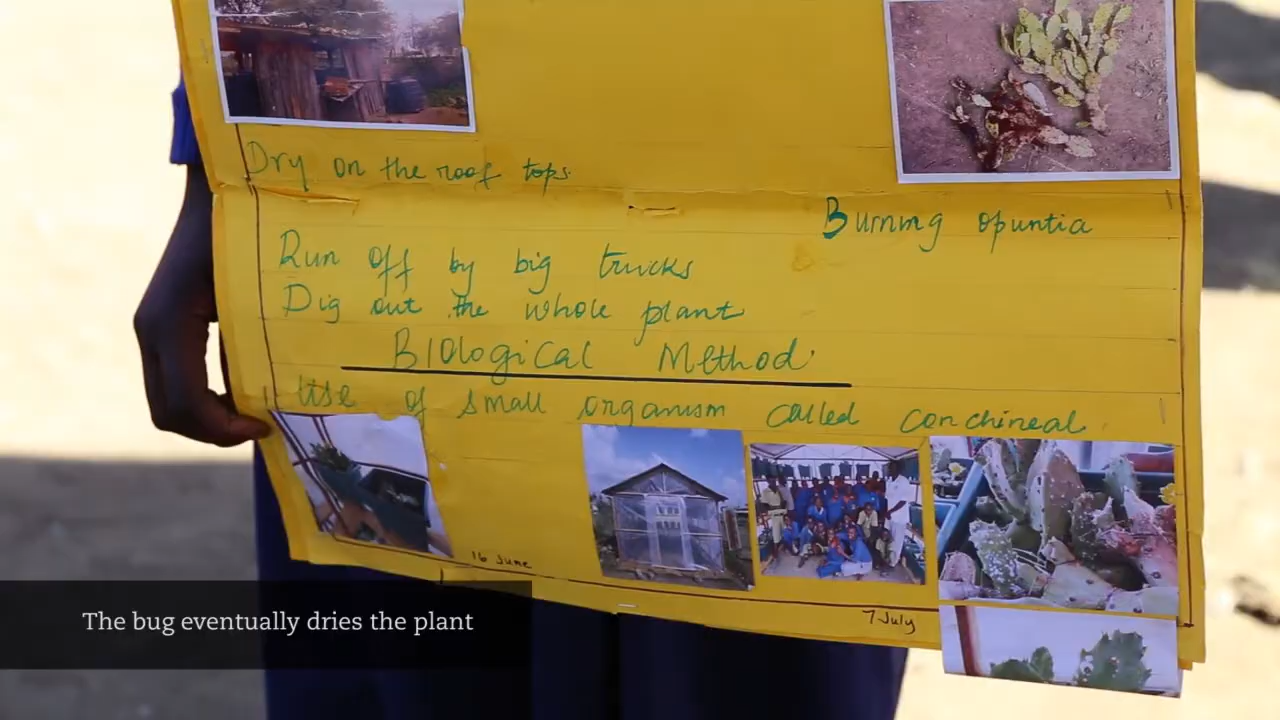 Dry on the roof tops.
Burning opuntia
Run off by big trucks
Dig out the whole plant
Biological Method
Use of small organism called conchineal
16 June
7 July
The bug eventually dries the plant